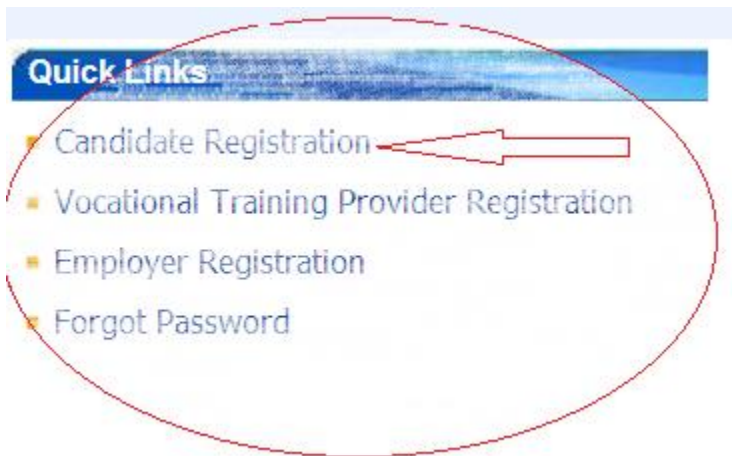 Quick Links
Candidate Registration
Vocational Training Provider Registration
Employer Registration
Forgot Password